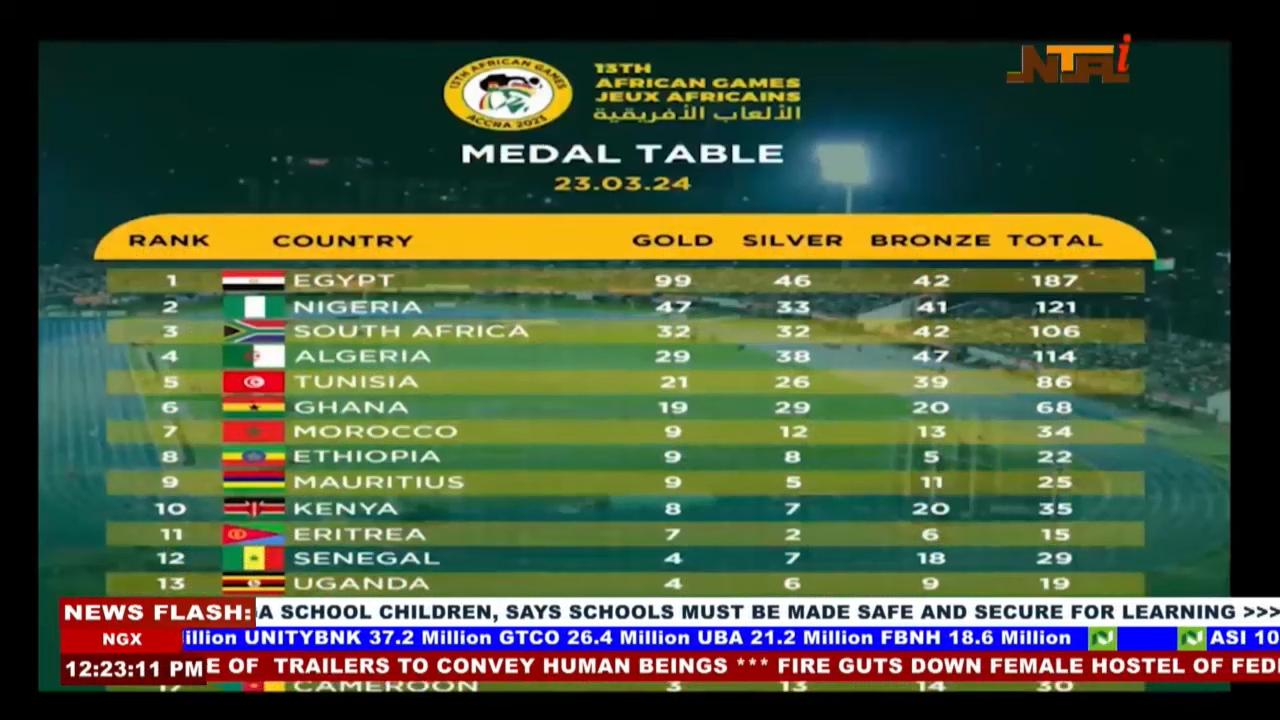 13TH AFRICAN GAMES
ACCRA 2023
13TH
AFRICAN GAMES
JEUX AFRICAINS
الألعاب الأفريقية
NTAi
MEDAL TABLE
23.03.24
RANK COUNTRY GOLD SILVER BRONZE TOTAL
1 EGYPT 99 46 42 187
2 NIGERIA 47 33 41 121
3 SOUTH AFRICA 32 32 42 106
4 ALGERIA 29 38 47 114
5 TUNISIA 21 26 39 86
6 GHANA 19 29 20 68
7 MOROCCO 9 12 13 34
8 ETHIOPIA 9 8 5 22
9 MAURITIUS 9 5 11 25
10 KENYA 8 7 20 35
11 ERITREA 7 2 6 15
12 SENEGAL 4 7 18 29
13 UGANDA 4 6 9 19
NEWS FLASH: A SCHOOL CHILDREN, SAYS SCHOOLS MUST BE MADE SAFE AND SECURE FOR LEARNING >>>
NGX illion UNITYBNK 37.2 Million GTCO 26.4 Million UBA 21.2 Million FBNH 18.6 Million ASI 10
12:23:11 PM E OF TRAILERS TO CONVEY HUMAN BEINGS *** FIRE GUTS DOWN FEMALE HOSTEL OF FED
17 CAMEROON 3 13 14 30